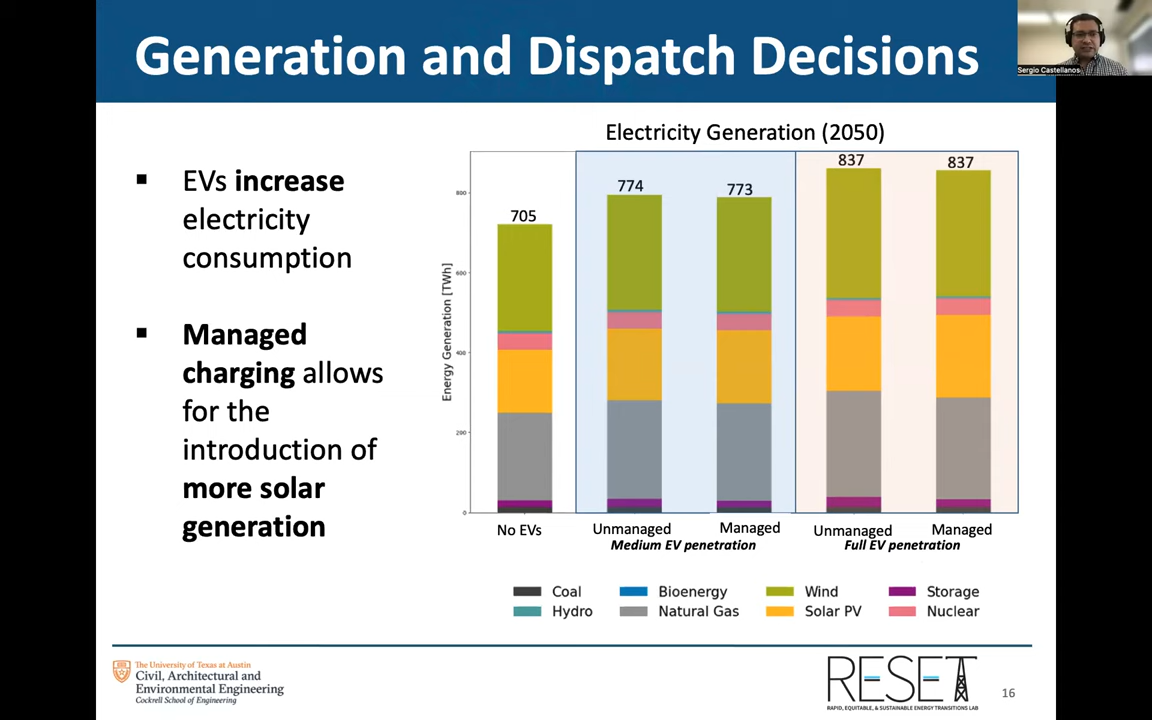 Generation and Dispatch Decisions
Sergio Castellanos
▪ EVs increase
electricity
consumption
▪ Managed
charging allows
for the
introduction of
more solar
generation
Electricity Generation (2050)
Energy Generation [TWh]
800
600
400
200
0
705
774
773
837
837
No EVs
Unmanaged
Managed
Unmanaged
Managed
Medium EV penetration
Full EV penetration
Coal
Bioenergy
Wind
Storage
Hydro
Natural Gas
Solar PV
Nuclear
The University of Texas at Austin
Civil, Architectural and
Environmental Engineering
Cockrell School of Engineering
RESET
RAPID, EQUITABLE, & SUSTAINABLE ENERGY TRANSITIONS LAB
16